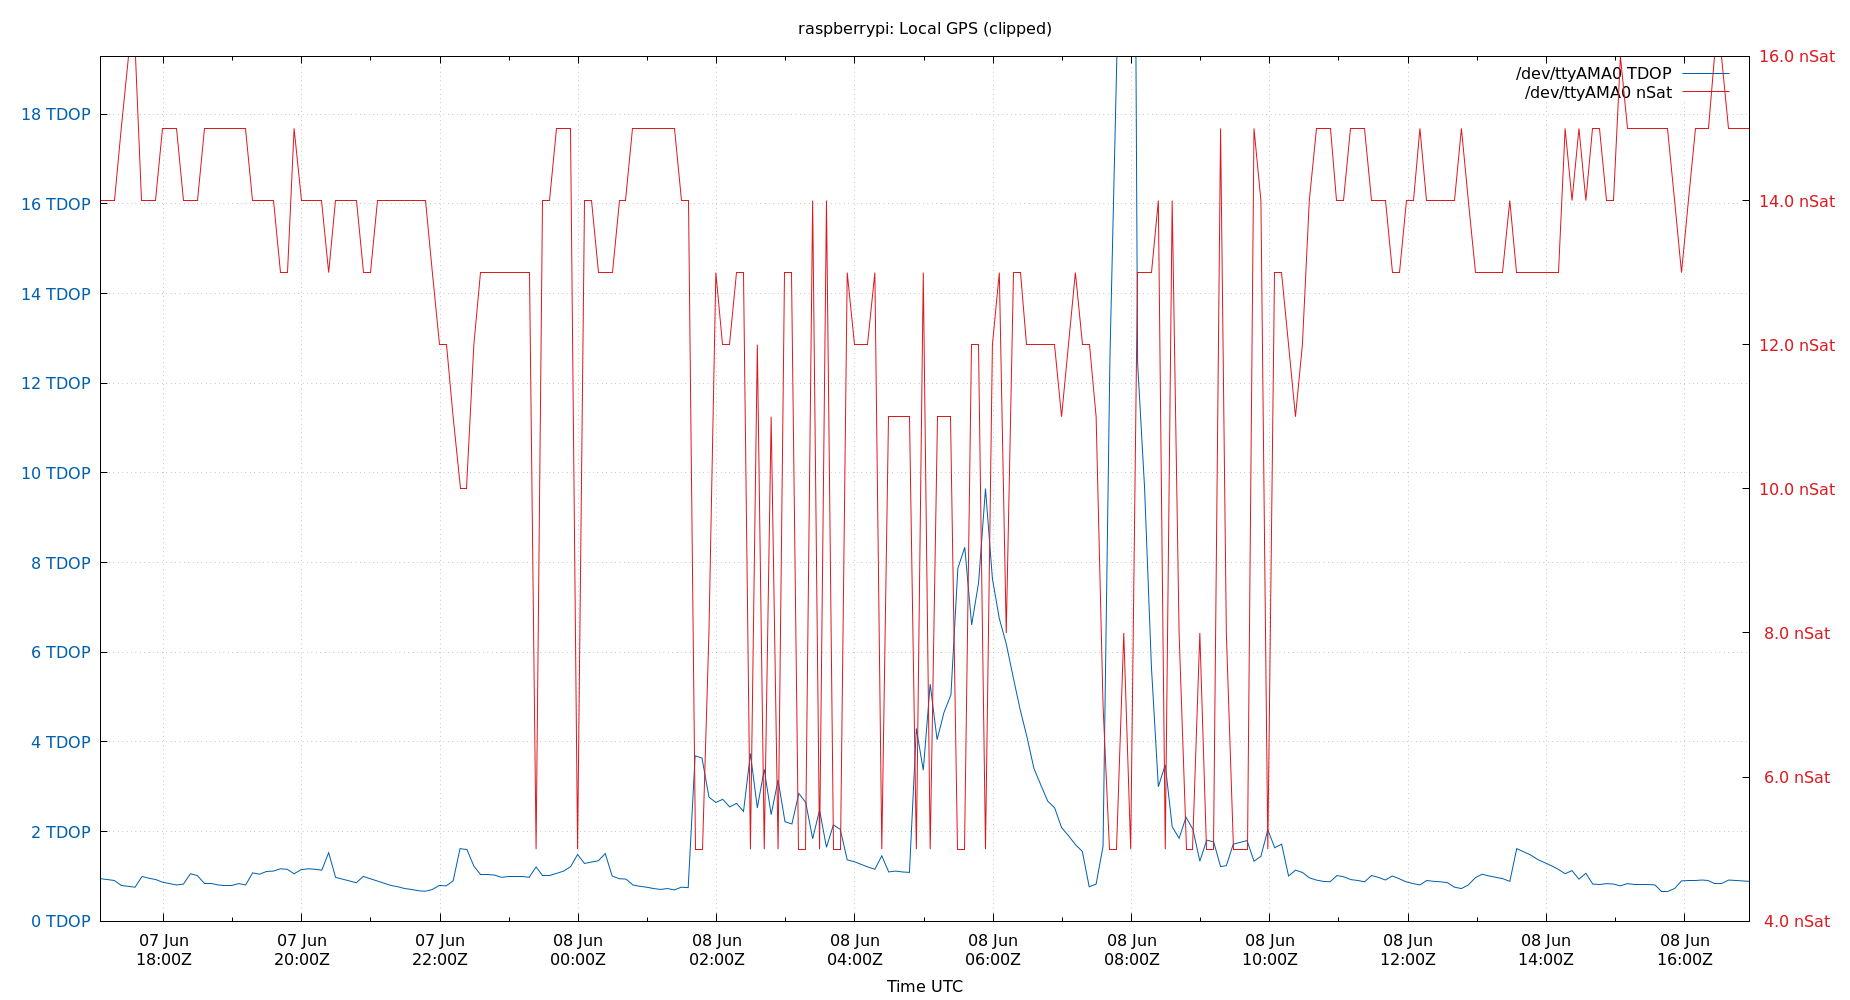 raspberrypi: Local GPS (clipped)
16.0 nSat
/dev/ttyAMA0 TDOP
/dev/ttyAMA0 nSat
18 TDOP
16 TDOP
14.0 nSat
14 TDOP
12.0 nSat
12 TDOP
10 TDOP
10.0 nSat
8 TDOP
8.0 nSat
6 TDOP
6.0 nSat
4 TDOP
2 TDOP
0 TDOP
4.0 nSat
07 Jun 07 Jun 07 Jun 08 Jun 08 Jun 08 Jun 08 Jun 08 Jun 08 Jun 08 Jun 08 Jun 08 Jun
18:00Z 20:00Z 22:00Z 00:00Z 02:00Z 04:00Z 06:00Z 08:00Z 10:00Z 12:00Z 14:00Z 16:00Z
Time UTC